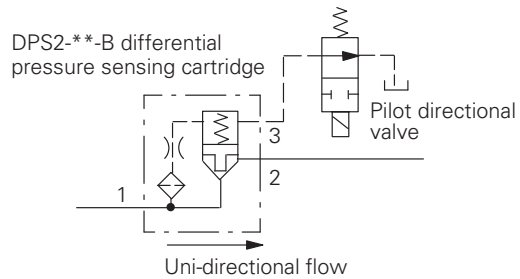 DPS2-**-B differential
pressure sensing cartridge
Pilot directional
valve
3
1
2
Uni-directional flow